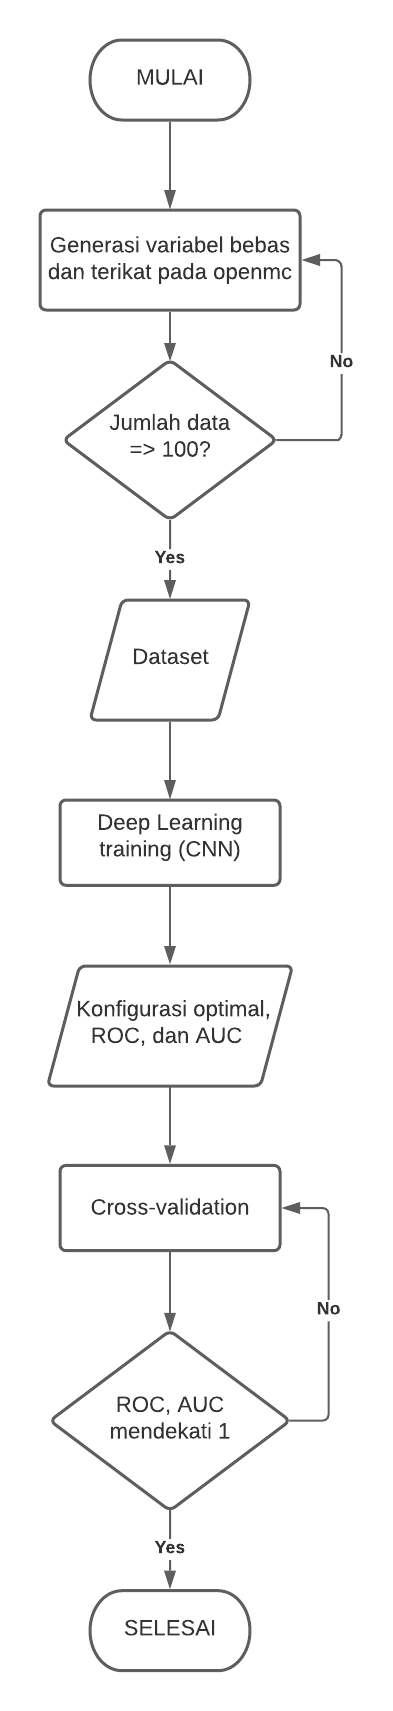 MULAI
Generasi variabel bebas
dan terikat pada openmc
No
Jumlah data
=> 100?
Yes
Dataset
Deep Learning
training (CNN)
Konfigurasi optimal,
ROC, dan AUC
Cross-validation
No
ROC, AUC
mendekati 1
Yes
SELESAI